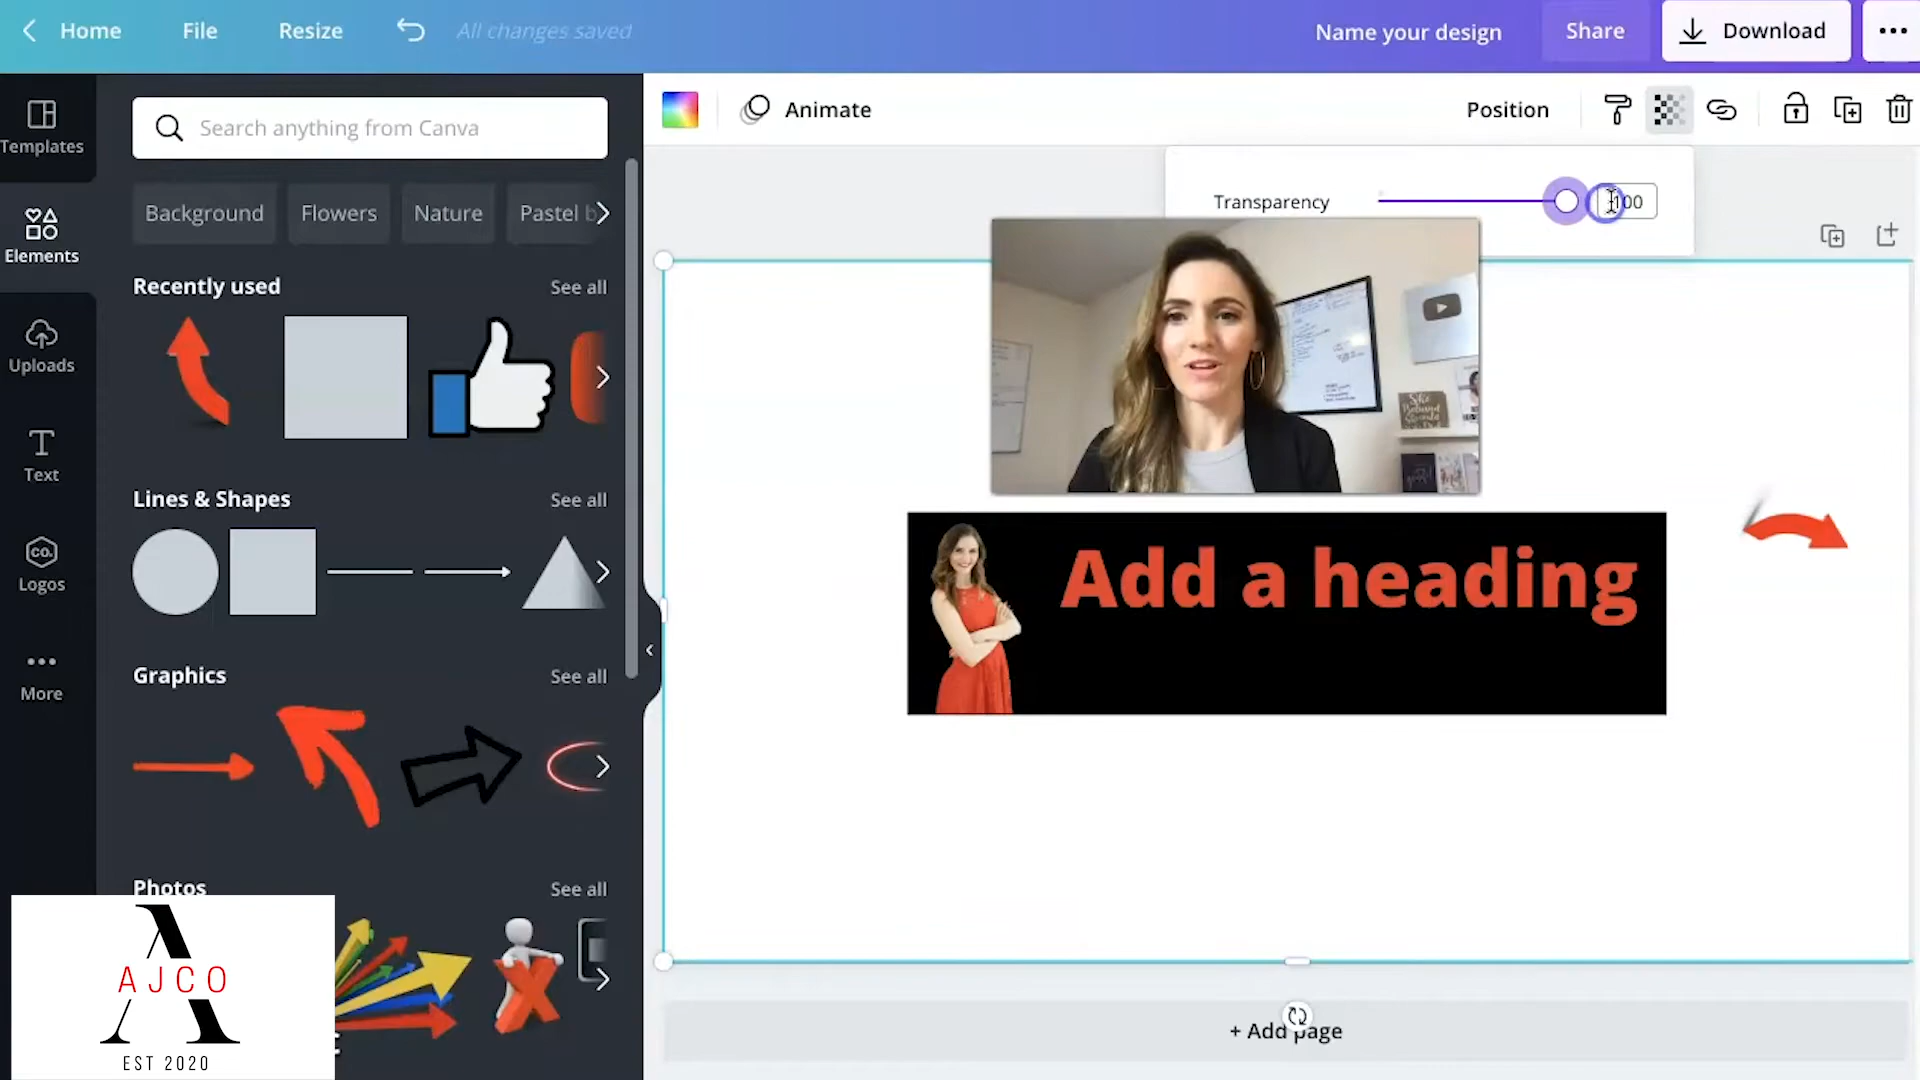 Home
File
Resize
All changes saved
Name your design
Share
Download
Templates
Elements
Uploads
Text
Logos
CO.
More
Search anything from Canva
Background
Flowers
Nature
Pastel b
Recently used
See all
Lines & Shapes
See all
Graphics
See all
Photos
See all
Animate
Position
Transparency
100
Add a heading
+ Add page
AJCO
EST 2020